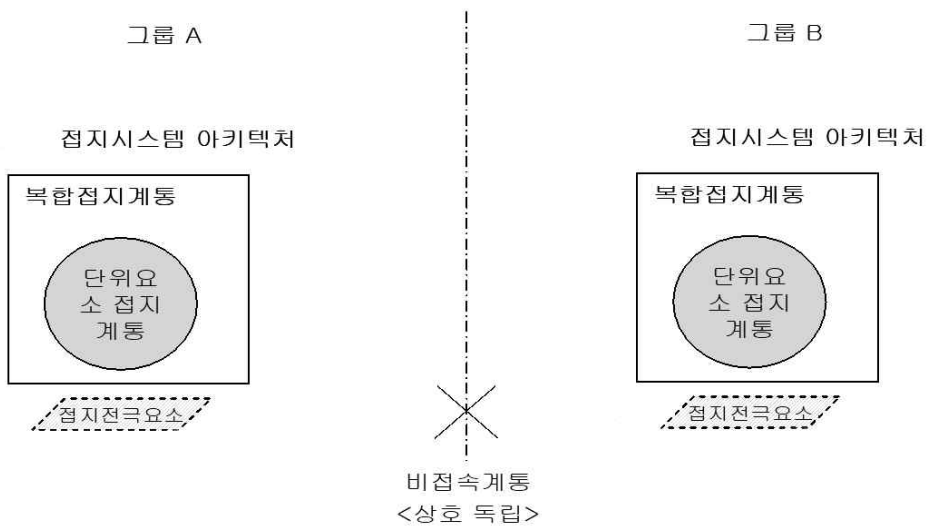 그룹 A
그룹 B
접지시스템 아키텍처
접지시스템 아키텍처
복합접지계통
복합접지계통
단위요
소 접지
계통
단위요
소 접지
계통
접지전극요소
접지전극요소
비접속계통
<상호 독립>